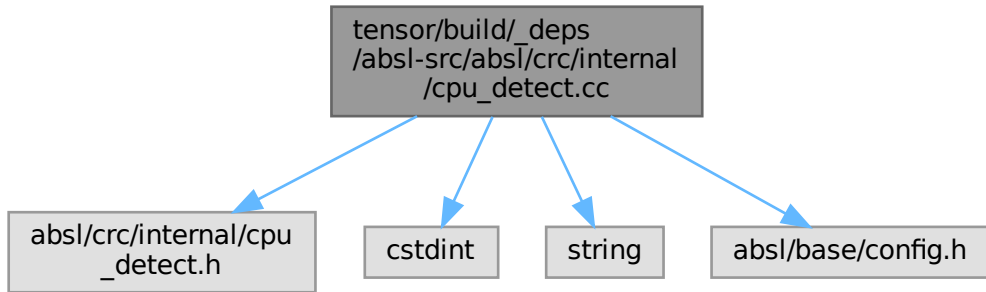 tensor/build/_deps
/absl-src/absl/crc/internal
/cpu_detect.cc
absl/crc/internal/cpu
_detect.h
cstdint
string
absl/base/config.h